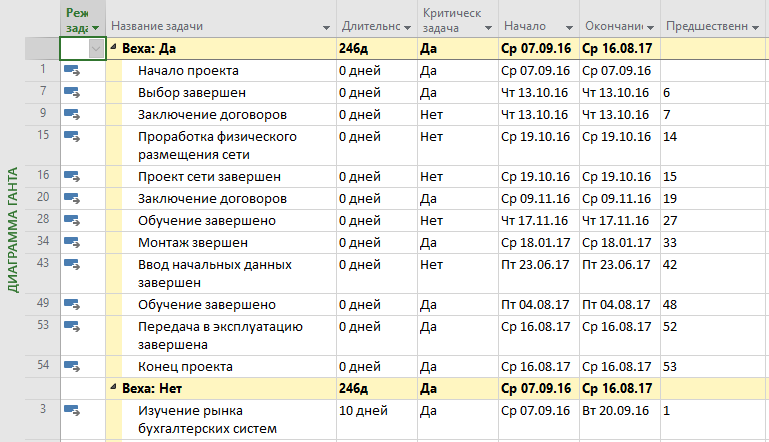 Реж
зада
Название задачи
Длительнс
Критическ
задача
Начало
Окончани
Предшественн
Веха: Да 246д Да Ср 07.09.16 Ср 16.08.17
1 Начало проекта 0 дней Да Ср 07.09.16 Ср 07.09.16
7 Выбор завершен 0 дней Да Чт 13.10.16 Чт 13.10.16 6
9 Заключение договоров 0 дней Нет Чт 13.10.16 Чт 13.10.16 7
15 Проработка физического 0 дней Нет Ср 19.10.16 Ср 19.10.16 14
размещения сети
16 Проект сети завершен 0 дней Нет Ср 19.10.16 Ср 19.10.16 15
20 Заключение договоров 0 дней Да Ср 09.11.16 Ср 09.11.16 19
28 Обучение завершено 0 дней Нет Чт 17.11.16 Чт 17.11.16 27
34 Монтаж звершен 0 дней Да Ср 18.01.17 Ср 18.01.17 33
43 Ввод начальных данных 0 дней Нет Пт 23.06.17 Пт 23.06.17 42
завершен
49 Обучение завершено 0 дней Да Пт 04.08.17 Пт 04.08.17 48
53 Передача в эксплуатацию 0 дней Да Ср 16.08.17 Ср 16.08.17 52
завершена
54 Конец проекта 0 дней Да Ср 16.08.17 Ср 16.08.17 53
Веха: Нет 246д Да Ср 07.09.16 Ср 16.08.17
3 Изучение рынка 10 дней Да Ср 07.09.16 Вт 20.09.16 1
бухгалтерских систем
ДИАГРАММА ГАНТА